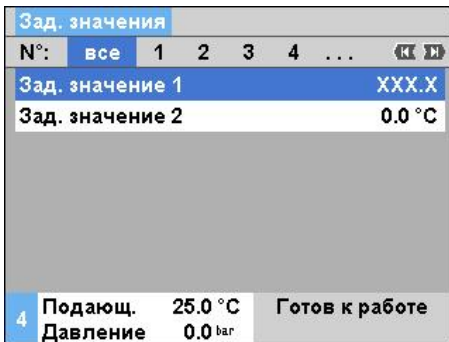 Зад. значения
N°: все 1 2 3 4 ...
Зад. значение 1 XXX.X
Зад. значение 2 0.0 °C
4 Подающ. 25.0 °C Готов к работе
Давление 0.0 bar